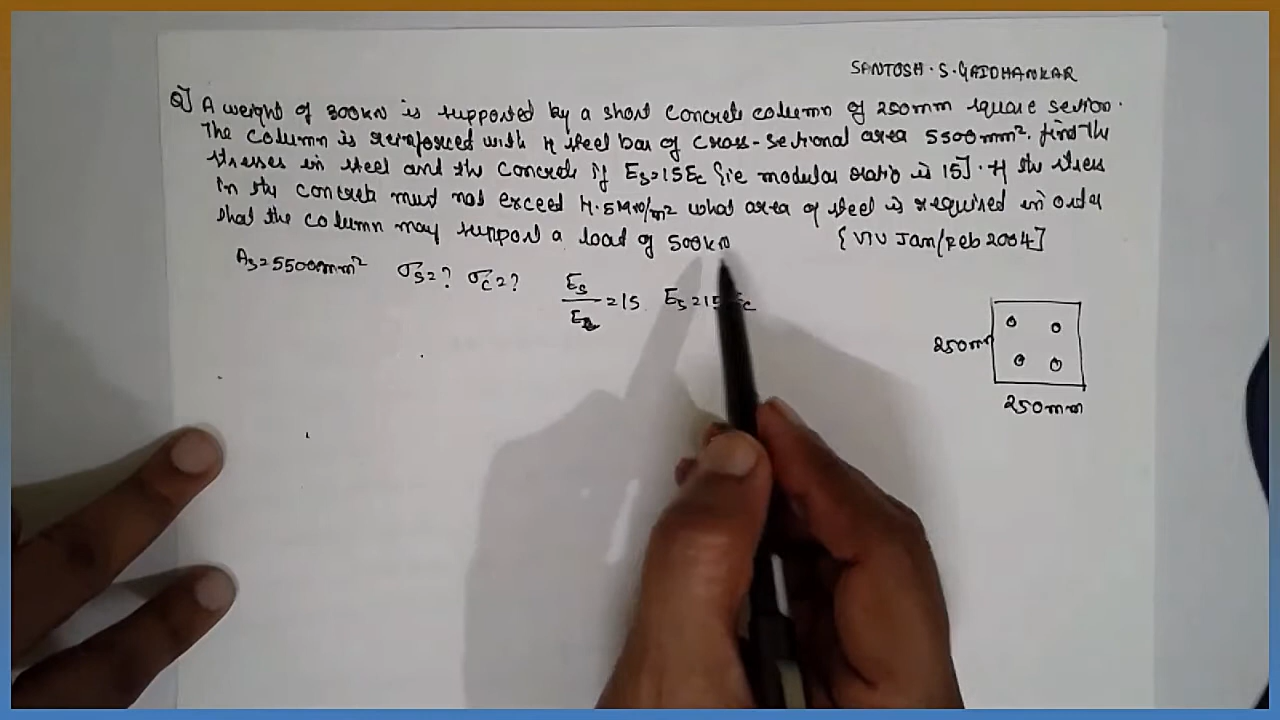 SANTOSH.S.GAIDHANKAR
Q] A weight of 300kN is supported by a short concrete column of 250mm square section.
The column is reinforced with 4 steel bar of cross-sectional area 5500mm². find the
stresses in steel and the concrete if Es=15Ec {ie modular ratio is 15]. If the stress
in the concrete must not exceed 4.5MN/m² what area of steel is required in order
that the column may support a load of 500kN {VTU Jan/Feb 2004]
As=5500mm² σs=? σc=? Es/Ec=15 Es=15Ec
250mm
250mm